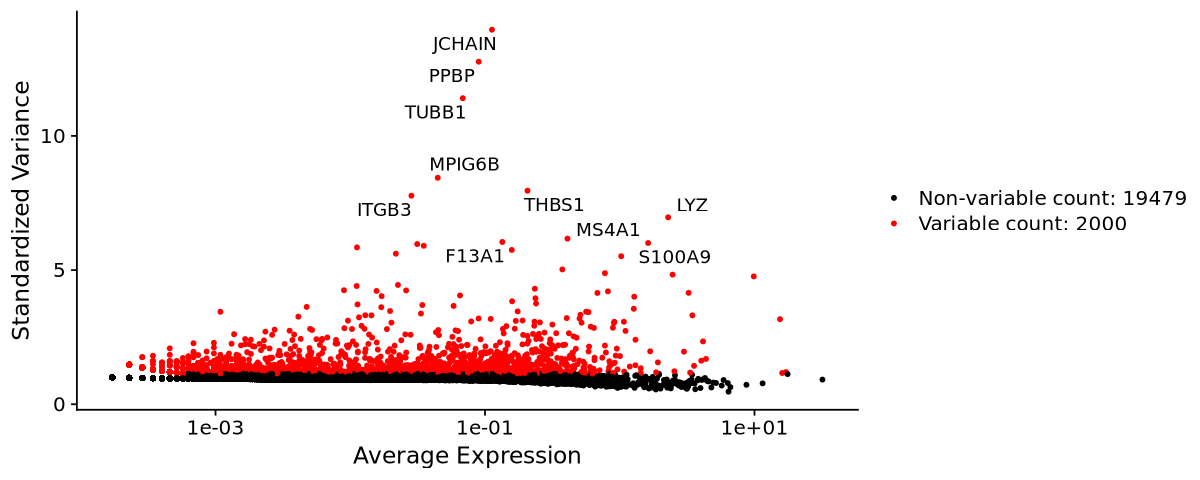 JCHAIN
PPBP
TUBB1
MPIG6B
ITGB3
THBS1
LYZ
MS4A1
F13A1
S100A9
Standardized Variance
10
5
0
1e-03
1e-01
1e+01
Average Expression
Non-variable count: 19479
Variable count: 2000